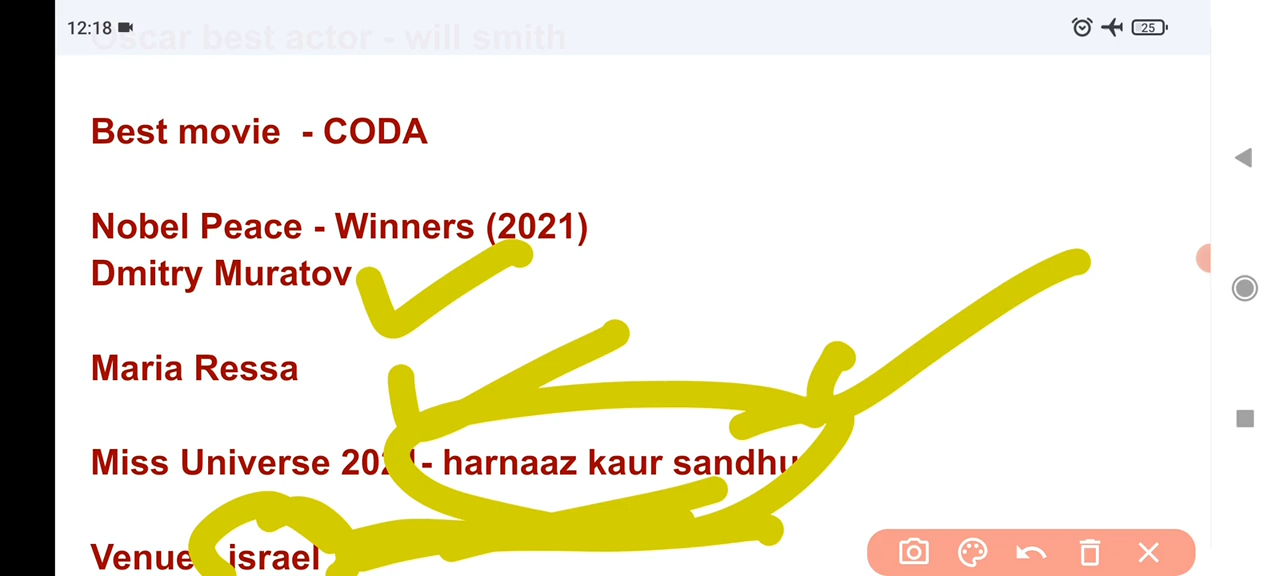 12:18
25
Oscar best actor - will smith
Best movie - CODA
Nobel Peace - Winners (2021)
Dmitry Muratov
Maria Ressa
Miss Universe 2021- harnaaz kaur sandhu
Venue israel